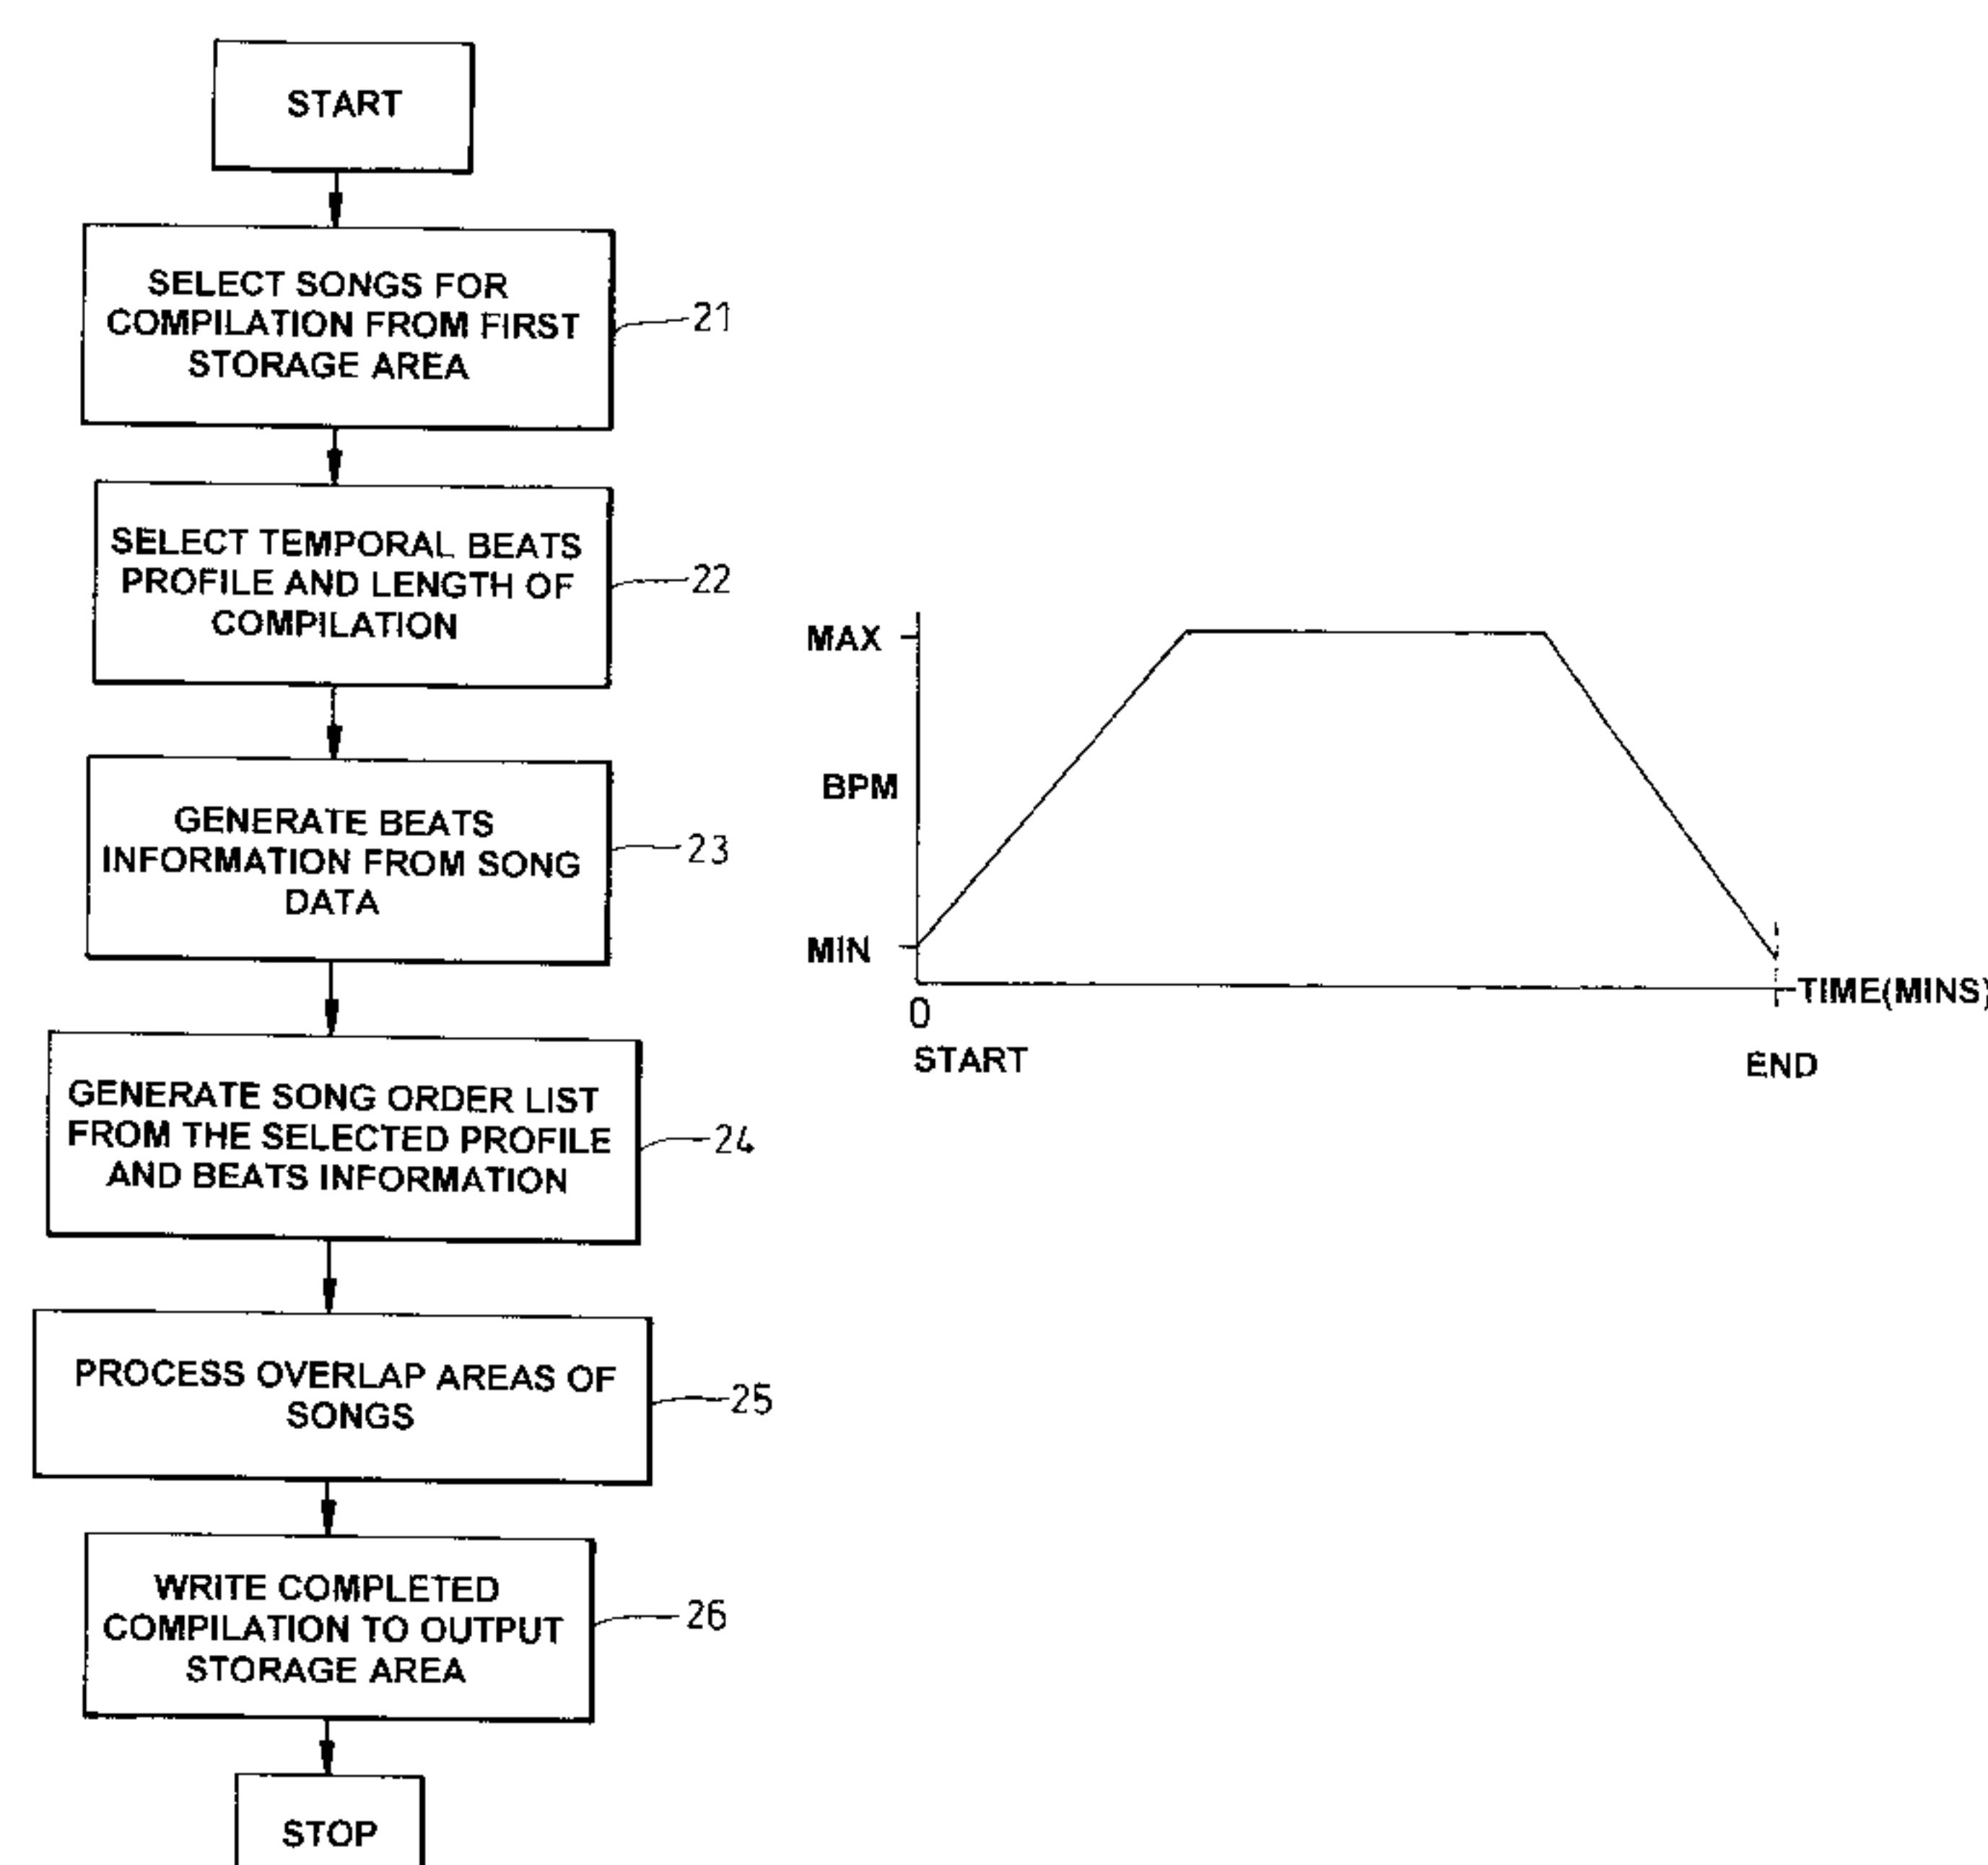 START
SELECT SONGS FOR
COMPILATION FROM FIRST
STORAGE AREA
21
SELECT TEMPORAL BEATS
PROFILE AND LENGTH OF
COMPILATION
22
GENERATE BEATS
INFORMATION FROM SONG
DATA
23
GENERATE SONG ORDER LIST
FROM THE SELECTED PROFILE
AND BEATS INFORMATION
24
PROCESS OVERLAP AREAS OF
SONGS
25
WRITE COMPLETED
COMPILATION TO OUTPUT
STORAGE AREA
26
STOP
MAX
BPM
MIN
0
START
END
TIME(MINS)